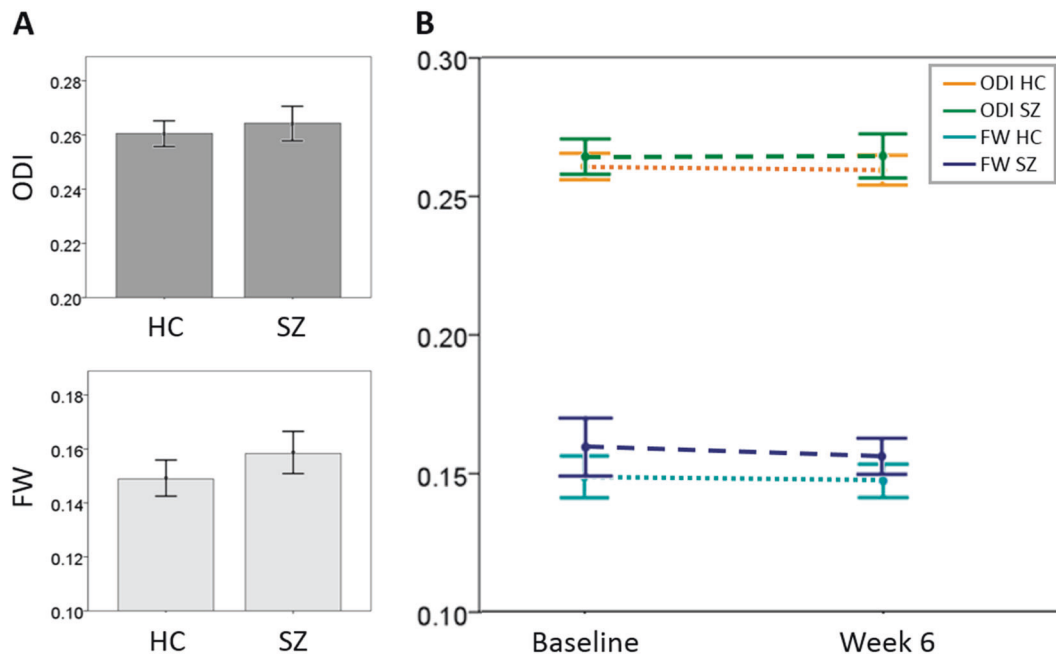 A
ODI
0.28
0.26
0.24
0.22
0.20
HC SZ
FW
0.18
0.16
0.14
0.12
0.10
HC SZ
B
0.30
0.25
0.20
0.15
0.10
Baseline Week 6
ODI HC
ODI SZ
FW HC
FW SZ